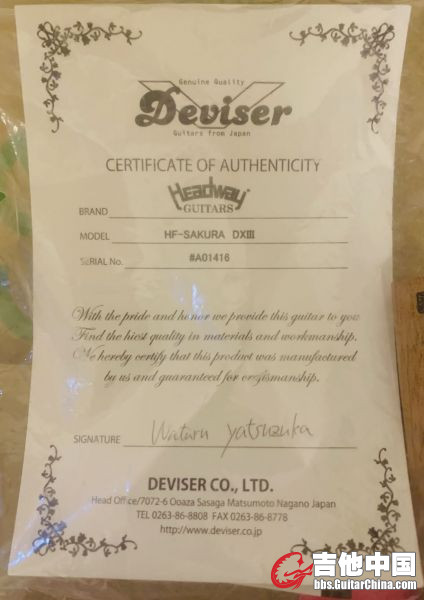 Genuine Quality
Deviser
Guitars from Japan
CERTIFICATE OF AUTHENTICITY
Headway
GUITARS
BRAND
MODEL HF-SAKURA DXⅢ
SERIAL No. #A01416
With the pride and honor we provide this guitar to you
Find the hiest quality in materials and workmanship.
We hereby certify that this product was manufactured
by us and guaranteed for craftsmanship.
SIGNATURE Wataru Yatsuzuka
DEVISER CO., LTD.
Head Office/7072-6 Ooaza Sasaga Matsumoto Nagano Japan
TEL 0263-86-8808 FAX 0263-86-8778
http://www.deviser.co.jp
吉他中国
bbs.GuitarChina.com